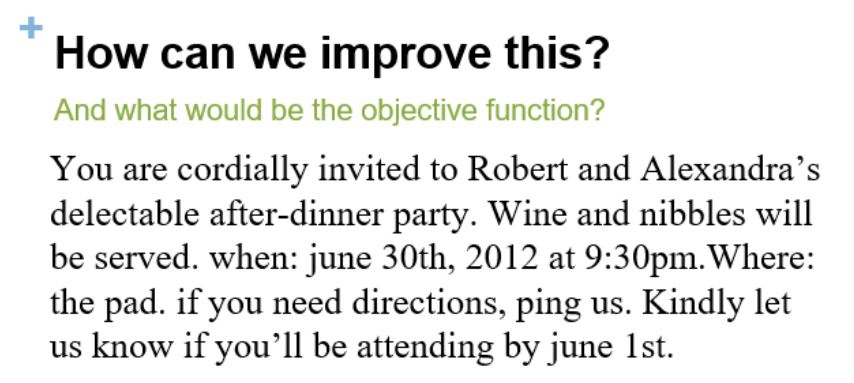 +
How can we improve this?
And what would be the objective function?
You are cordially invited to Robert and Alexandra’s
delectable after-dinner party. Wine and nibbles will
be served. when: june 30th, 2012 at 9:30pm.Where:
the pad. if you need directions, ping us. Kindly let
us know if you’ll be attending by june 1st.